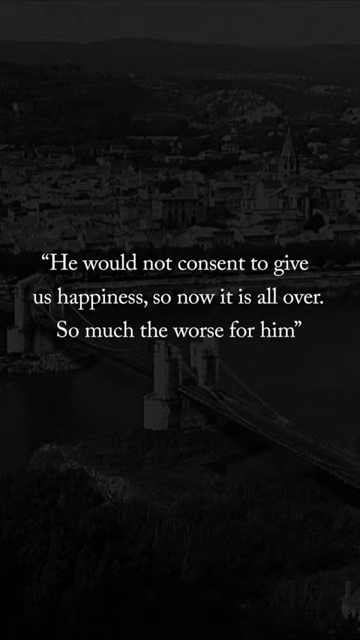 “He would not consent to give
us happiness, so now it is all over.
So much the worse for him”